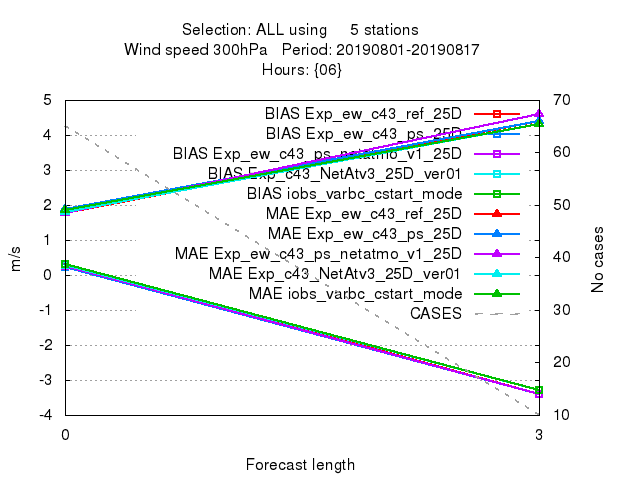 Selection: ALL using 5 stations
Wind speed 300hPa Period: 20190801-20190817
Hours: {06}
5
4
3
2
1
0
-1
-2
-3
-4
m/s
BIAS Exp_ew_c43_ref_25D
BIAS Exp_ew_c43_ps_25D
BIAS Exp_ew_c43_ps_netatmo_v1_25D
BIAS Exp_c43_NetAtv3_25D_ver01
BIAS iobs_varbc_cstart_mode
MAE Exp_ew_c43_ref_25D
MAE Exp_ew_c43_ps_25D
MAE Exp_ew_c43_ps_netatmo_v1_25D
MAE Exp_c43_NetAtv3_25D_ver01
MAE iobs_varbc_cstart_mode
CASES
70
60
50
40
30
20
10
No cases
0 3
Forecast length